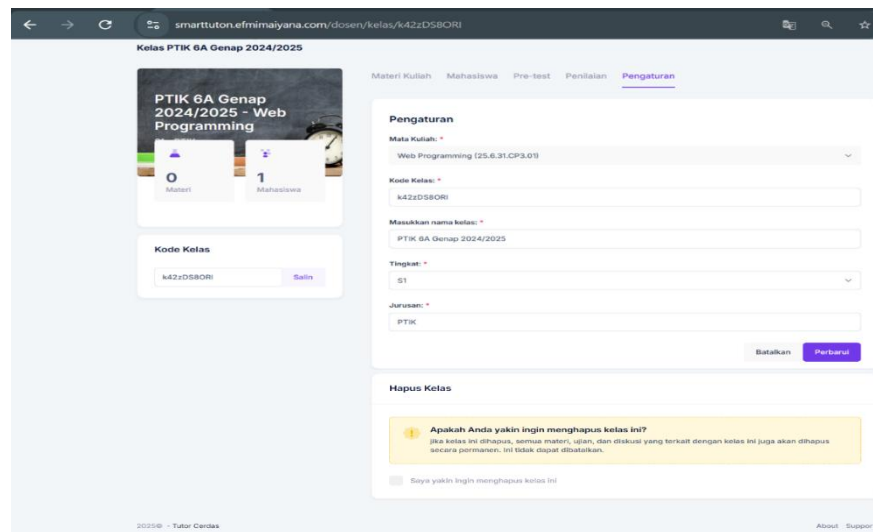 smarttuton.efmimaiyana.com/dosen/kelas/k42zDS8ORI
Kelas PTIK 6A Genap 2024/2025
PTIK 6A Genap
2024/2025 - Web
Programming
0
Materi
1
Mahasiswa
Kode Kelas
k42zDS8ORI
Salin
Materi Kuliah Mahasiswa Pre-test Penilaian Pengaturan
Pengaturan
Mata Kuliah: *
Web Programming (25.6.31.CP3.01)
Kode Kelas: *
k42zDS8ORI
Masukkan nama kelas: *
PTIK 6A Genap 2024/2025
Tingkat: *
S1
Jurusan: *
PTIK
Batalkan Perbarui
Hapus Kelas
Apakah Anda yakin ingin menghapus kelas ini?
Jika kelas ini dihapus, semua materi, ujian, dan diskusi yang terkait dengan kelas ini juga akan dihapus
secara permanen. Ini tidak dapat dibatalkan.
Saya yakin ingin menghapus kelas ini
2025© - Tutor Cerdas
About Suppor